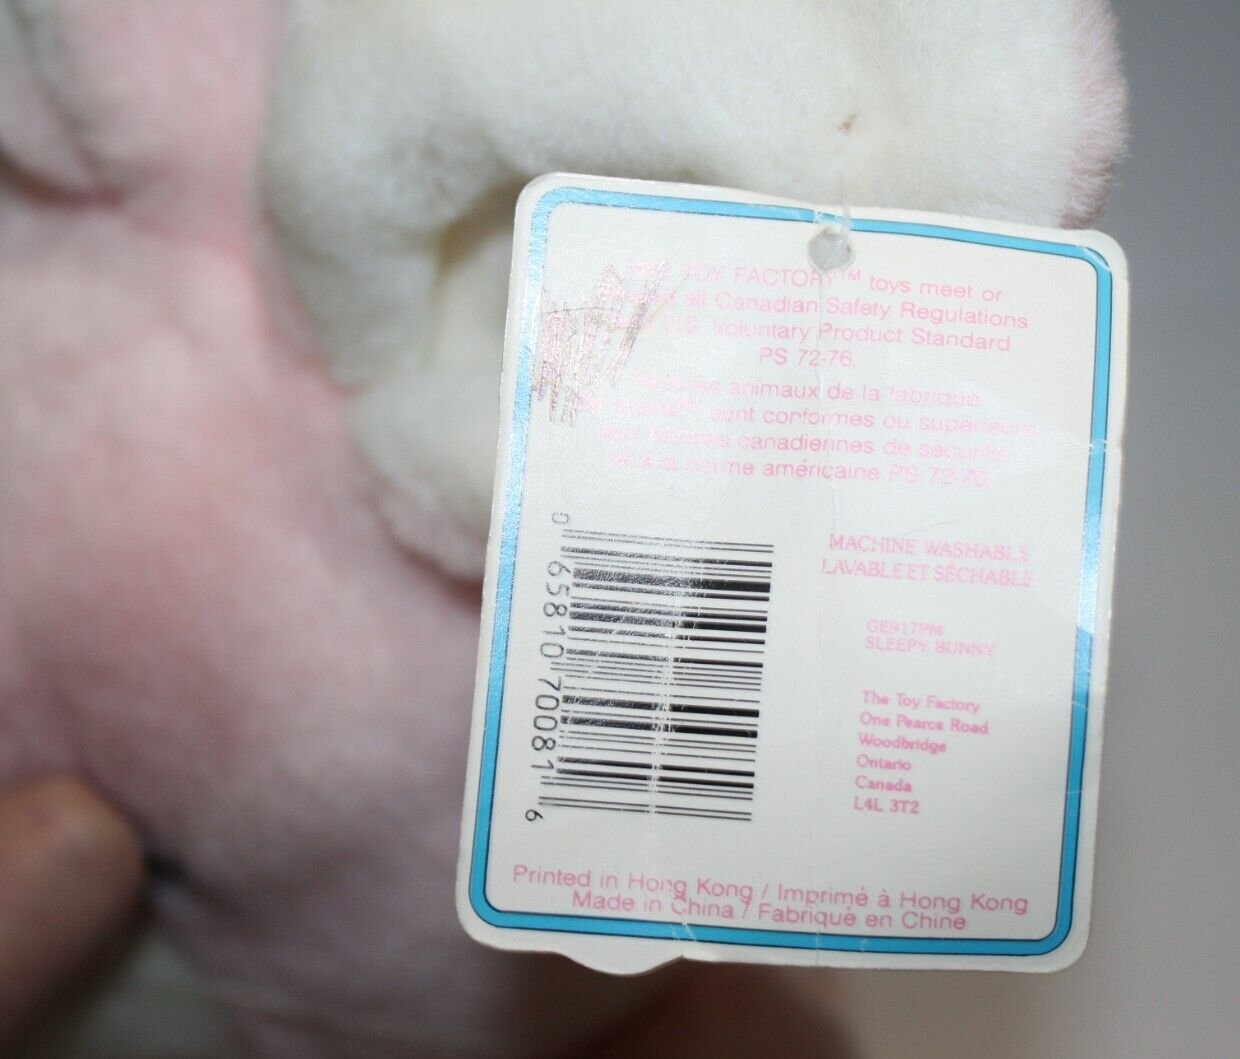 TOY FACTORY™ toys meet or
all Canadian Safety Regulations
U.S. Voluntary Product Standard
PS 72-76.
les animaux de la fabrique
sont conformes ou supérieurs
canadiennes de sécurité
et à la norme américaine PS 72-76.
0 65810 70081 6
MACHINE WASHABLE
LAVABLE ET SÉCHABLE
GE917PM
SLEEPY BUNNY
The Toy Factory
One Pearce Road
Woodbridge
Ontario
Canada
L4L 3T2
Printed in Hong Kong / Imprimé à Hong Kong
Made in China / Fabriqué en Chine